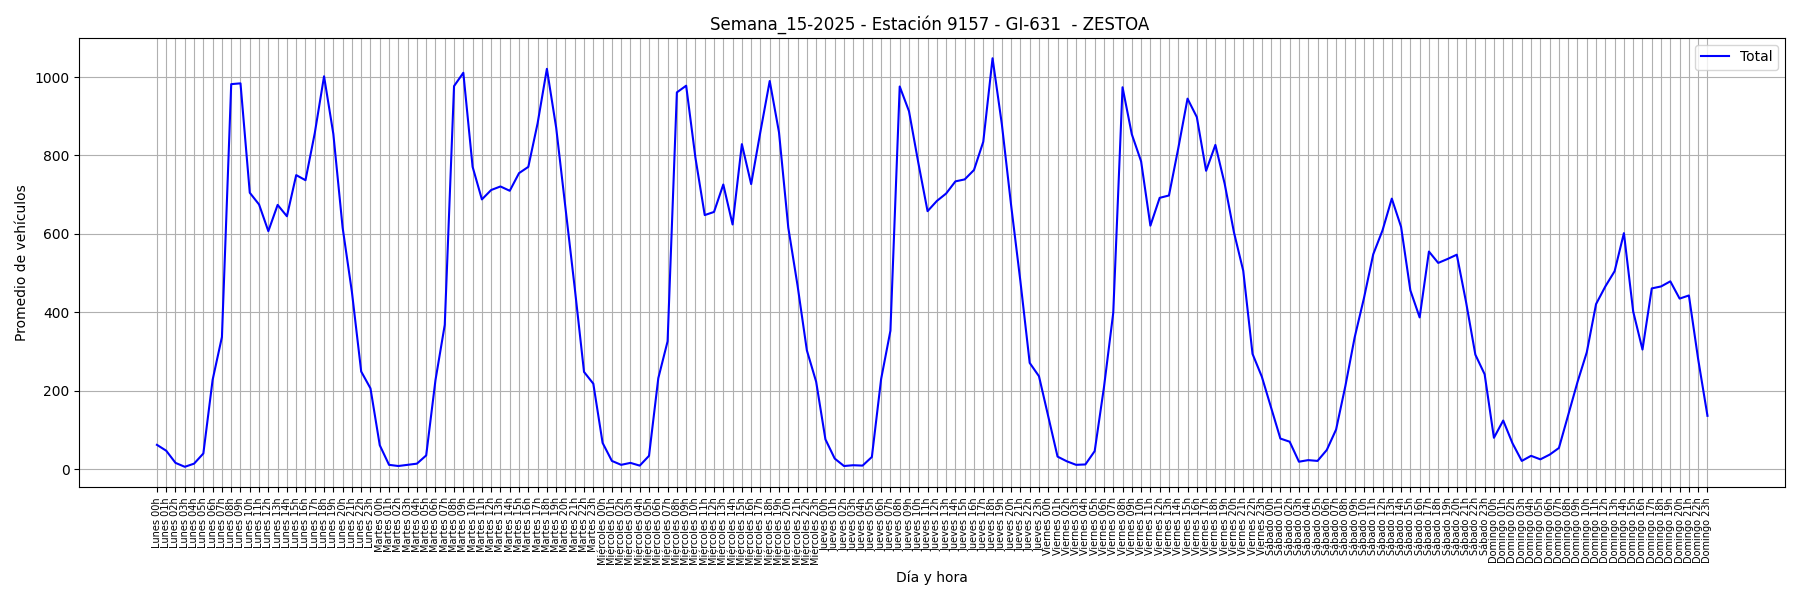 Semana_15-2025 - Estación 9157 - GI-631 - ZESTOA
Total
Promedio de vehículos
1000
800
600
400
200
0
Lunes 00h
Lunes 01h
Lunes 02h
Lunes 03h
Lunes 04h
Lunes 05h
Lunes 06h
Lunes 07h
Lunes 08h
Lunes 09h
Lunes 10h
Lunes 11h
Lunes 12h
Lunes 13h
Lunes 14h
Lunes 15h
Lunes 16h
Lunes 17h
Lunes 18h
Lunes 19h
Lunes 20h
Lunes 21h
Lunes 22h
Lunes 23h
Martes 00h
Martes 01h
Martes 02h
Martes 03h
Martes 04h
Martes 05h
Martes 06h
Martes 07h
Martes 08h
Martes 09h
Martes 10h
Martes 11h
Martes 12h
Martes 13h
Martes 14h
Martes 15h
Martes 16h
Martes 17h
Martes 18h
Martes 19h
Martes 20h
Martes 21h
Martes 22h
Martes 23h
Miércoles 00h
Miércoles 01h
Miércoles 02h
Miércoles 03h
Miércoles 04h
Miércoles 05h
Miércoles 06h
Miércoles 07h
Miércoles 08h
Miércoles 09h
Miércoles 10h
Miércoles 11h
Miércoles 12h
Miércoles 13h
Miércoles 14h
Miércoles 15h
Miércoles 16h
Miércoles 17h
Miércoles 18h
Miércoles 19h
Miércoles 20h
Miércoles 21h
Miércoles 22h
Miércoles 23h
Jueves 00h
Jueves 01h
Jueves 02h
Jueves 03h
Jueves 04h
Jueves 05h
Jueves 06h
Jueves 07h
Jueves 08h
Jueves 09h
Jueves 10h
Jueves 11h
Jueves 12h
Jueves 13h
Jueves 14h
Jueves 15h
Jueves 16h
Jueves 17h
Jueves 18h
Jueves 19h
Jueves 20h
Jueves 21h
Jueves 22h
Jueves 23h
Viernes 00h
Viernes 01h
Viernes 02h
Viernes 03h
Viernes 04h
Viernes 05h
Viernes 06h
Viernes 07h
Viernes 08h
Viernes 09h
Viernes 10h
Viernes 11h
Viernes 12h
Viernes 13h
Viernes 14h
Viernes 15h
Viernes 16h
Viernes 17h
Viernes 18h
Viernes 19h
Viernes 20h
Viernes 21h
Viernes 22h
Viernes 23h
Sábado 00h
Sábado 01h
Sábado 02h
Sábado 03h
Sábado 04h
Sábado 05h
Sábado 06h
Sábado 07h
Sábado 08h
Sábado 09h
Sábado 10h
Sábado 11h
Sábado 12h
Sábado 13h
Sábado 14h
Sábado 15h
Sábado 16h
Sábado 17h
Sábado 18h
Sábado 19h
Sábado 20h
Sábado 21h
Sábado 22h
Sábado 23h
Domingo 00h
Domingo 01h
Domingo 02h
Domingo 03h
Domingo 04h
Domingo 05h
Domingo 06h
Domingo 07h
Domingo 08h
Domingo 09h
Domingo 10h
Domingo 11h
Domingo 12h
Domingo 13h
Domingo 14h
Domingo 15h
Domingo 16h
Domingo 17h
Domingo 18h
Domingo 19h
Domingo 20h
Domingo 21h
Domingo 22h
Domingo 23h
Día y hora